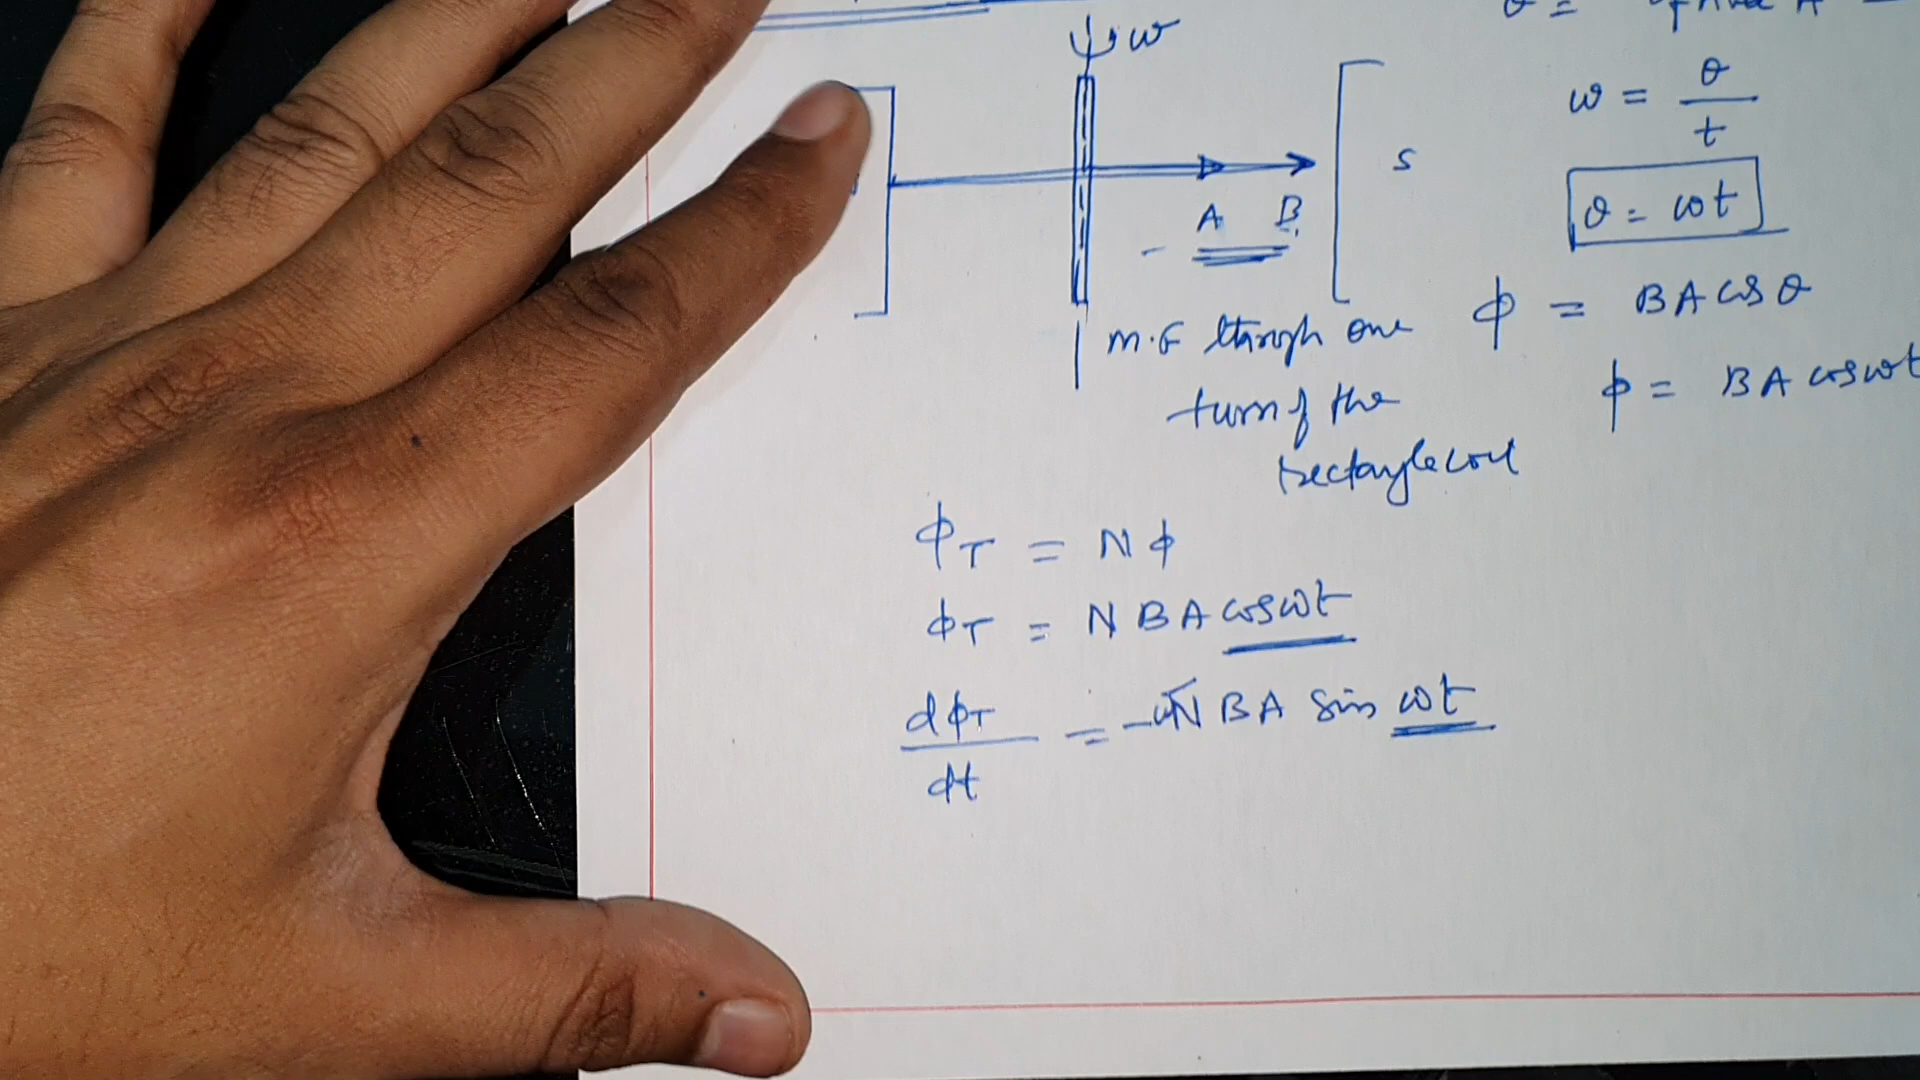 θ =
ω
ω = θ / t
S
A B
θ = ωt
φ = BA cos θ
m.F through one
φ = BA cos ωt
turn of the
rectangle coil
φT = Nφ
φT = NBA cos ωt
dφT / dt = -ωNBA sin ωt